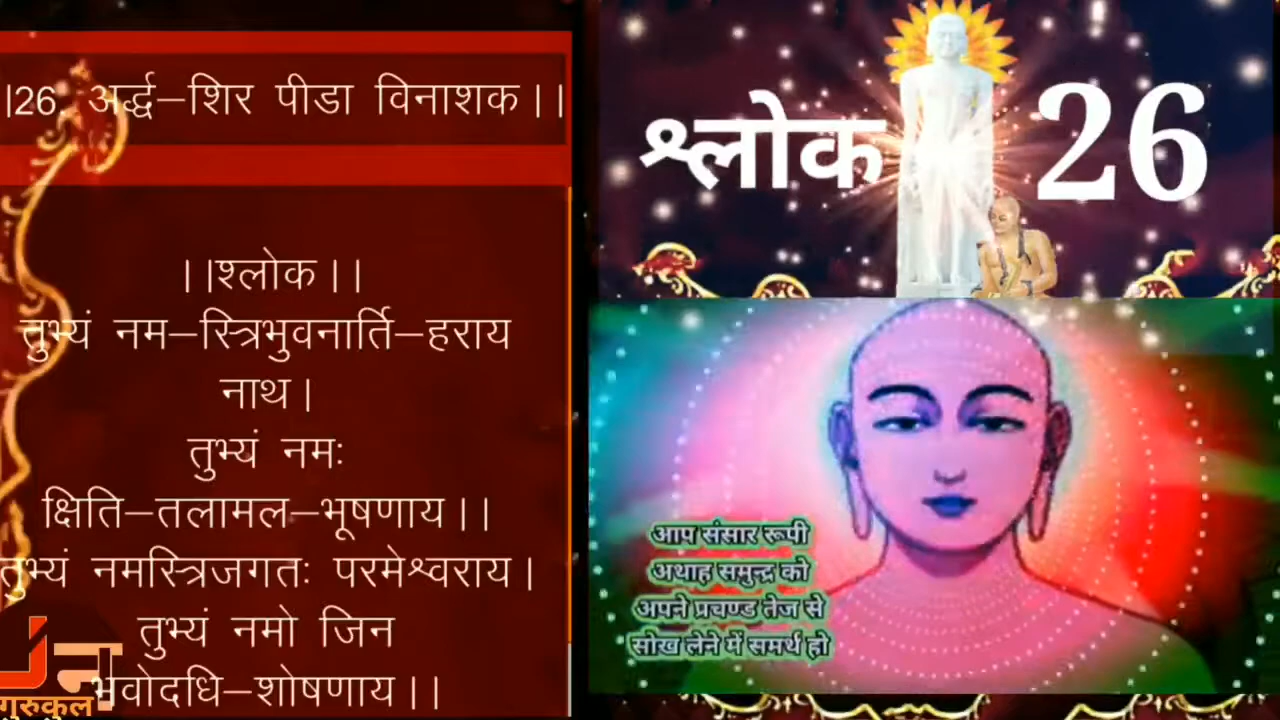 ।26. अर्द्ध–शिर पीडा विनाशक।।
।।श्लोक।।
तुभ्यं नम–स्त्रिभुवनार्ति–हराय
नाथ।
तुभ्यं नमः
क्षिति–तलामल–भूषणाय।।
तुभ्यं नमस्त्रिजगतः परमेश्वराय।
तुभ्यं नमो जिन
भवोदधि–शोषणाय।।
गुरुकुल
श्लोक 26
आप संसार रूपी
अथाह समुन्द्र को
अपने प्रचण्ड तेज से
सोख लेने में समर्थ हो